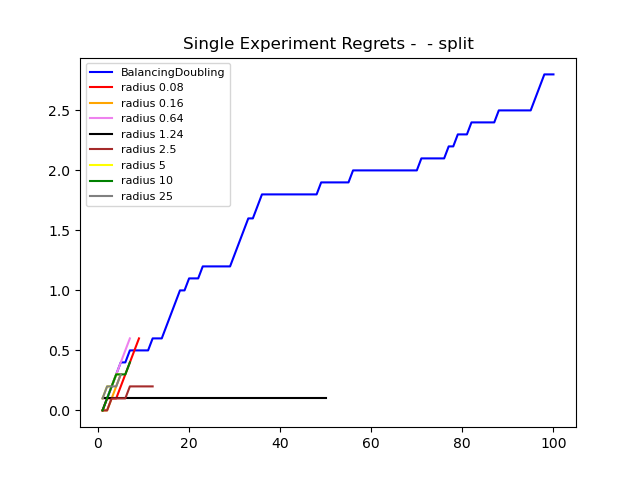 Single Experiment Regrets -  - split
BalancingDoubling
radius 0.08
radius 0.16
radius 0.64
radius 1.24
radius 2.5
radius 5
radius 10
radius 25
2.5
2.0
1.5
1.0
0.5
0.0
0 20 40 60 80 100